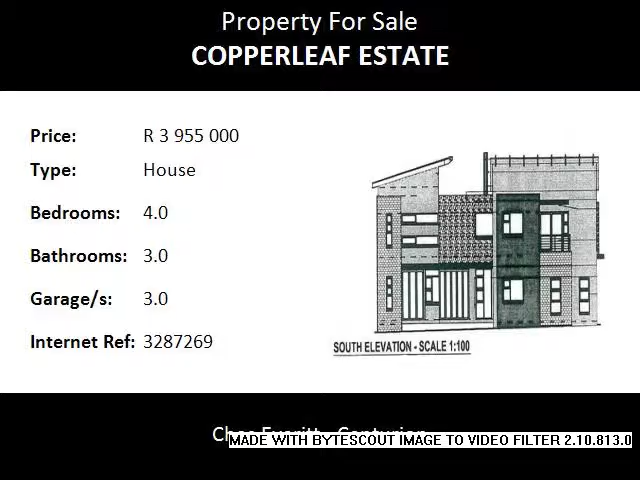 Property For Sale
COPPERLEAF ESTATE
Price: R 3 955 000
Type: House
Bedrooms: 4.0
Bathrooms: 3.0
Garage/s: 3.0
Internet Ref: 3287269
SOUTH ELEVATION - SCALE 1:100
MADE WITH BYTESCOUT IMAGE TO VIDEO FILTER 2.10.813.0